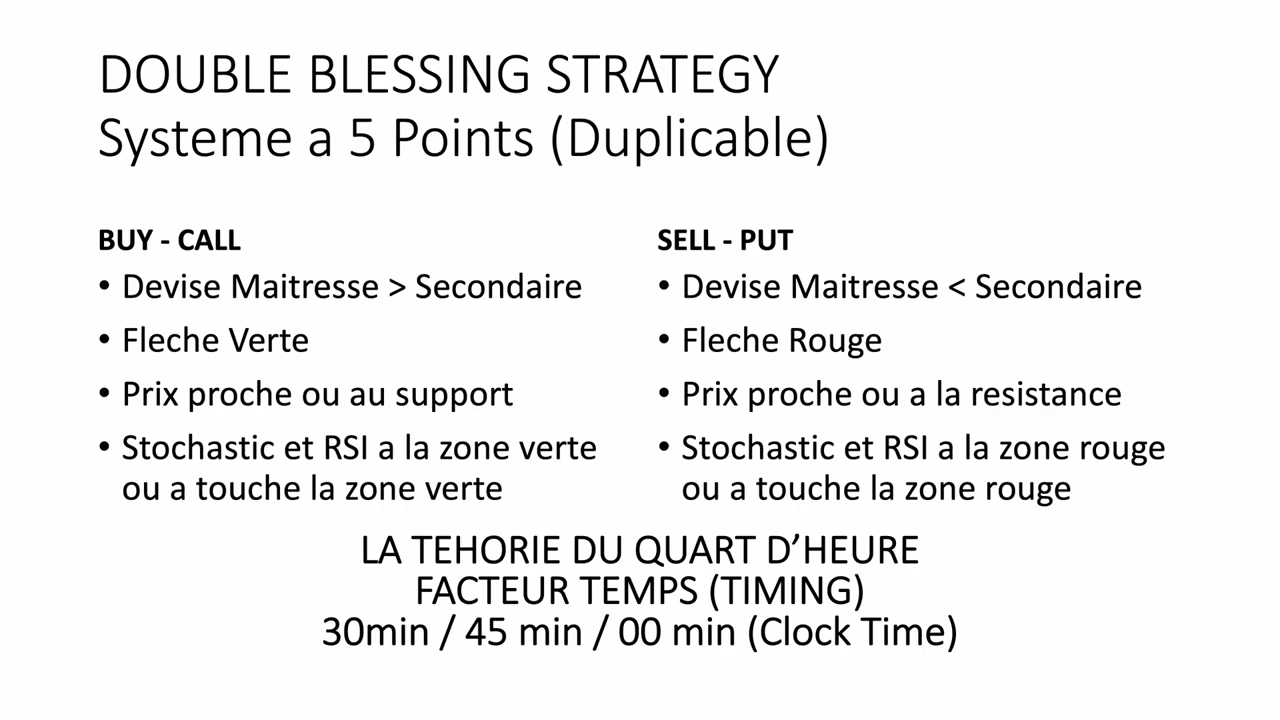 DOUBLE BLESSING STRATEGY
Systeme a 5 Points (Duplicable)
BUY - CALL
• Devise Maitresse > Secondaire
• Fleche Verte
• Prix proche ou au support
• Stochastic et RSI a la zone verte
ou a touche la zone verte
SELL - PUT
• Devise Maitresse < Secondaire
• Fleche Rouge
• Prix proche ou a la resistance
• Stochastic et RSI a la zone rouge
ou a touche la zone rouge
LA TEHORIE DU QUART D’HEURE
FACTEUR TEMPS (TIMING)
30min / 45 min / 00 min (Clock Time)